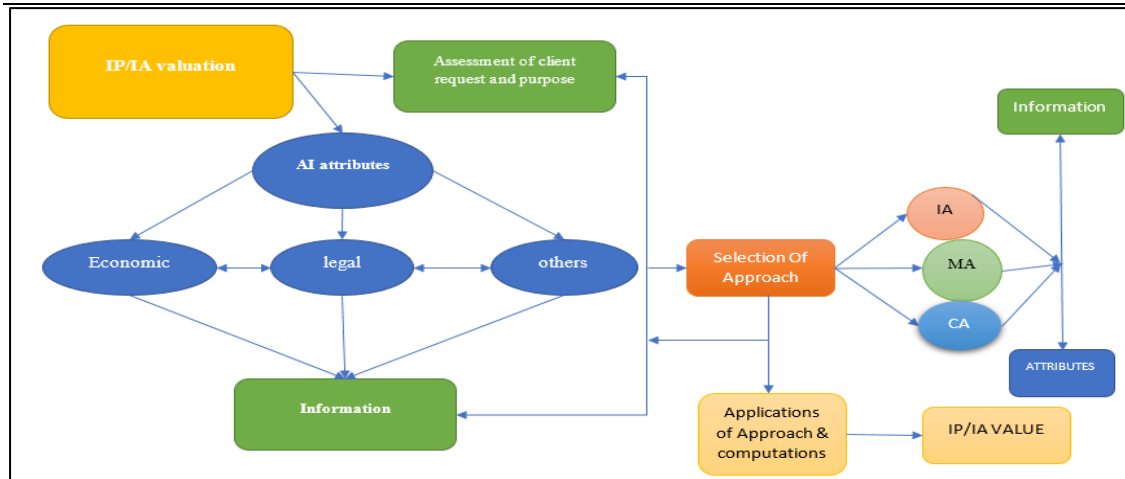 IP/IA valuation
Assessment of client
request and purpose
Information
AI attributes
IA
Economic
legal
others
Selection Of
Approach
MA
CA
ATTRIBUTES
Information
Applications
of Approach &
computations
IP/IA VALUE